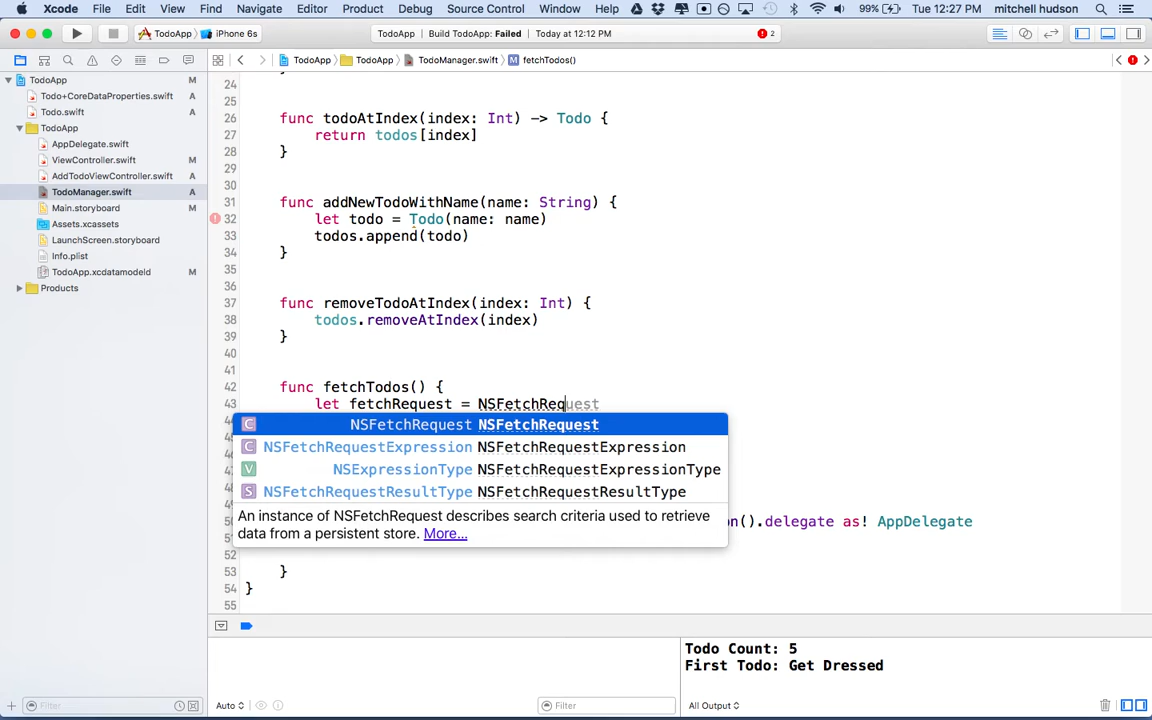 Xcode File Edit View Find Navigate Editor Product Debug Source Control Window Help 99% Tue 12:27 PM mitchell hudson
TodoApp iPhone 6s TodoApp Build TodoApp: Failed Today at 12:12 PM 2
TodoApp TodoApp TodoManager.swift M fetchTodos()
TodoApp M
Todo+CoreDataProperties.swift A
Todo.swift A
TodoApp
AppDelegate.swift
ViewController.swift M
AddTodoViewController.swift A
TodoManager.swift A
Main.storyboard M
Assets.xcassets
LaunchScreen.storyboard
Info.plist
TodoApp.xcdatamodeld M
Products
Filter
24 }
25
26 func todoAtIndex(index: Int) -> Todo {
27 return todos[index]
28 }
29
30
31 func addNewTodoWithName(name: String) {
32 let todo = Todo(name: name)
33 todos.append(todo)
34 }
35
36
37 func removeTodoAtIndex(index: Int) {
38 todos.removeAtIndex(index)
39 }
40
41
42 func fetchTodos() {
43 let fetchRequest = NSFetchRequest
C NSFetchRequest NSFetchRequest
C NSFetchRequestExpression NSFetchRequestExpression
V NSExpressionType NSFetchRequestExpressionType
S NSFetchRequestResultType NSFetchRequestResultType
An instance of NSFetchRequest describes search criteria used to retrieve
data from a persistent store. More...
n().delegate as! AppDelegate
52
53 }
54 }
55
Todo Count: 5
First Todo: Get Dressed
Auto Filter All Output